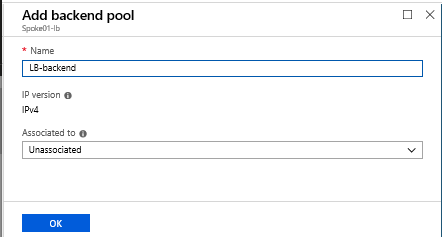 Add backend pool
Spoke01-lb
* Name
LB-backend
IP version
IPv4
Associated to
Unassociated
OK